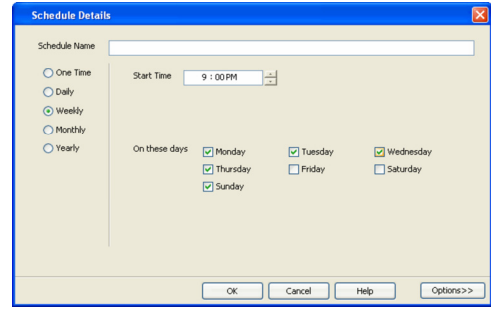 Schedule Details
Schedule Name
One Time
Start Time 9 : 00 PM
Daily
Weekly
Monthly
Yearly
On these days Monday Tuesday Wednesday
Thursday Friday Saturday
Sunday
OK Cancel Help Options>>